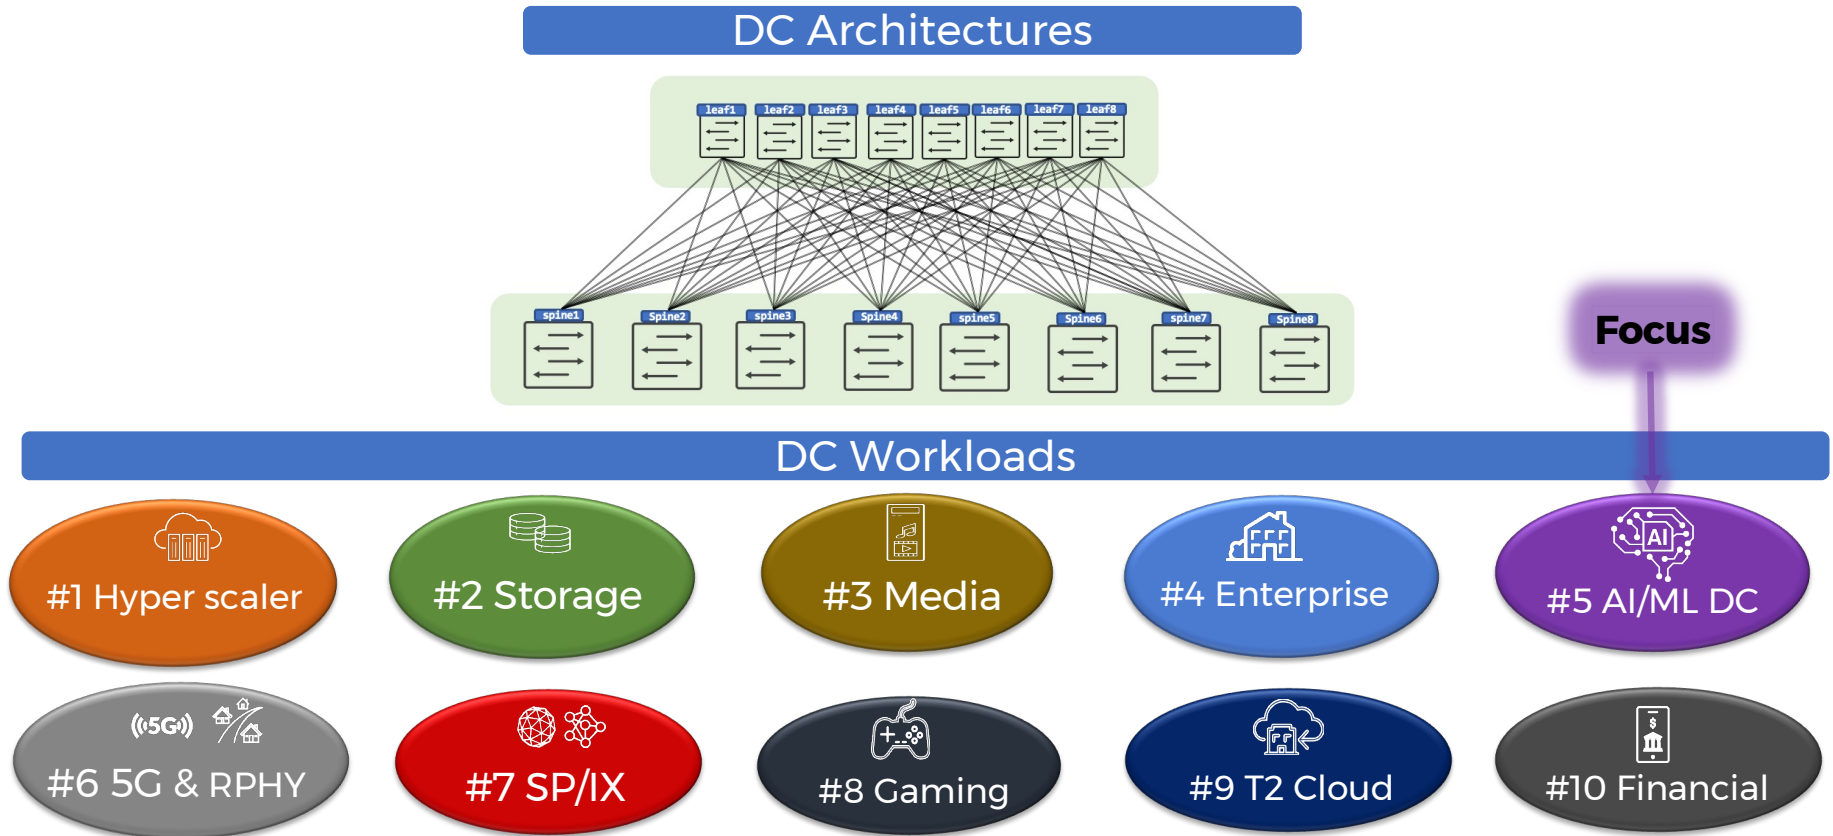 DC Architectures
leaf1 leaf2 leaf3 leaf4 leaf5 leaf6 leaf7 leaf8
spine1 Spine2 spine3 Spine4 spine5 Spine6 spine7 Spine8
Focus
DC Workloads
#1 Hyper scaler
#2 Storage
#3 Media
#4 Enterprise
AI
#5 AI/ML DC
5G
#6 5G & RPHY
#7 SP/IX
#8 Gaming
#9 T2 Cloud
$
#10 Financial